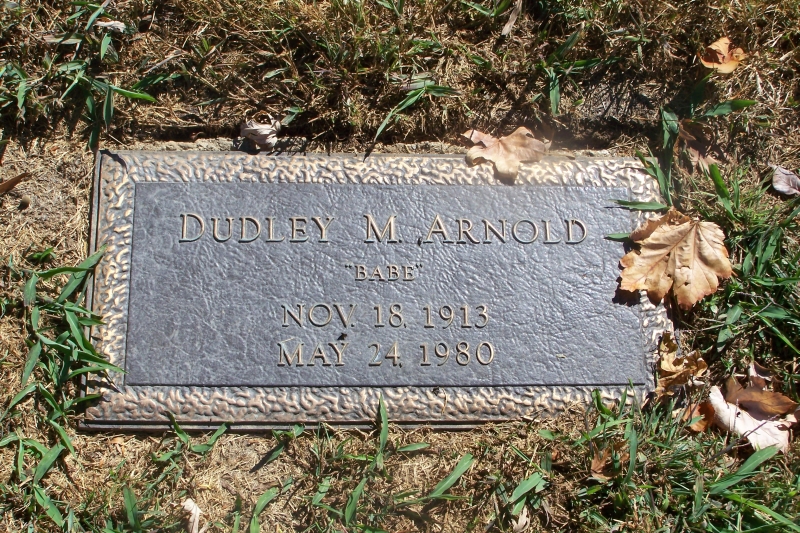 DUDLEY M. ARNOLD
"BABE"
NOV. 18, 1913
MAY 24, 1980